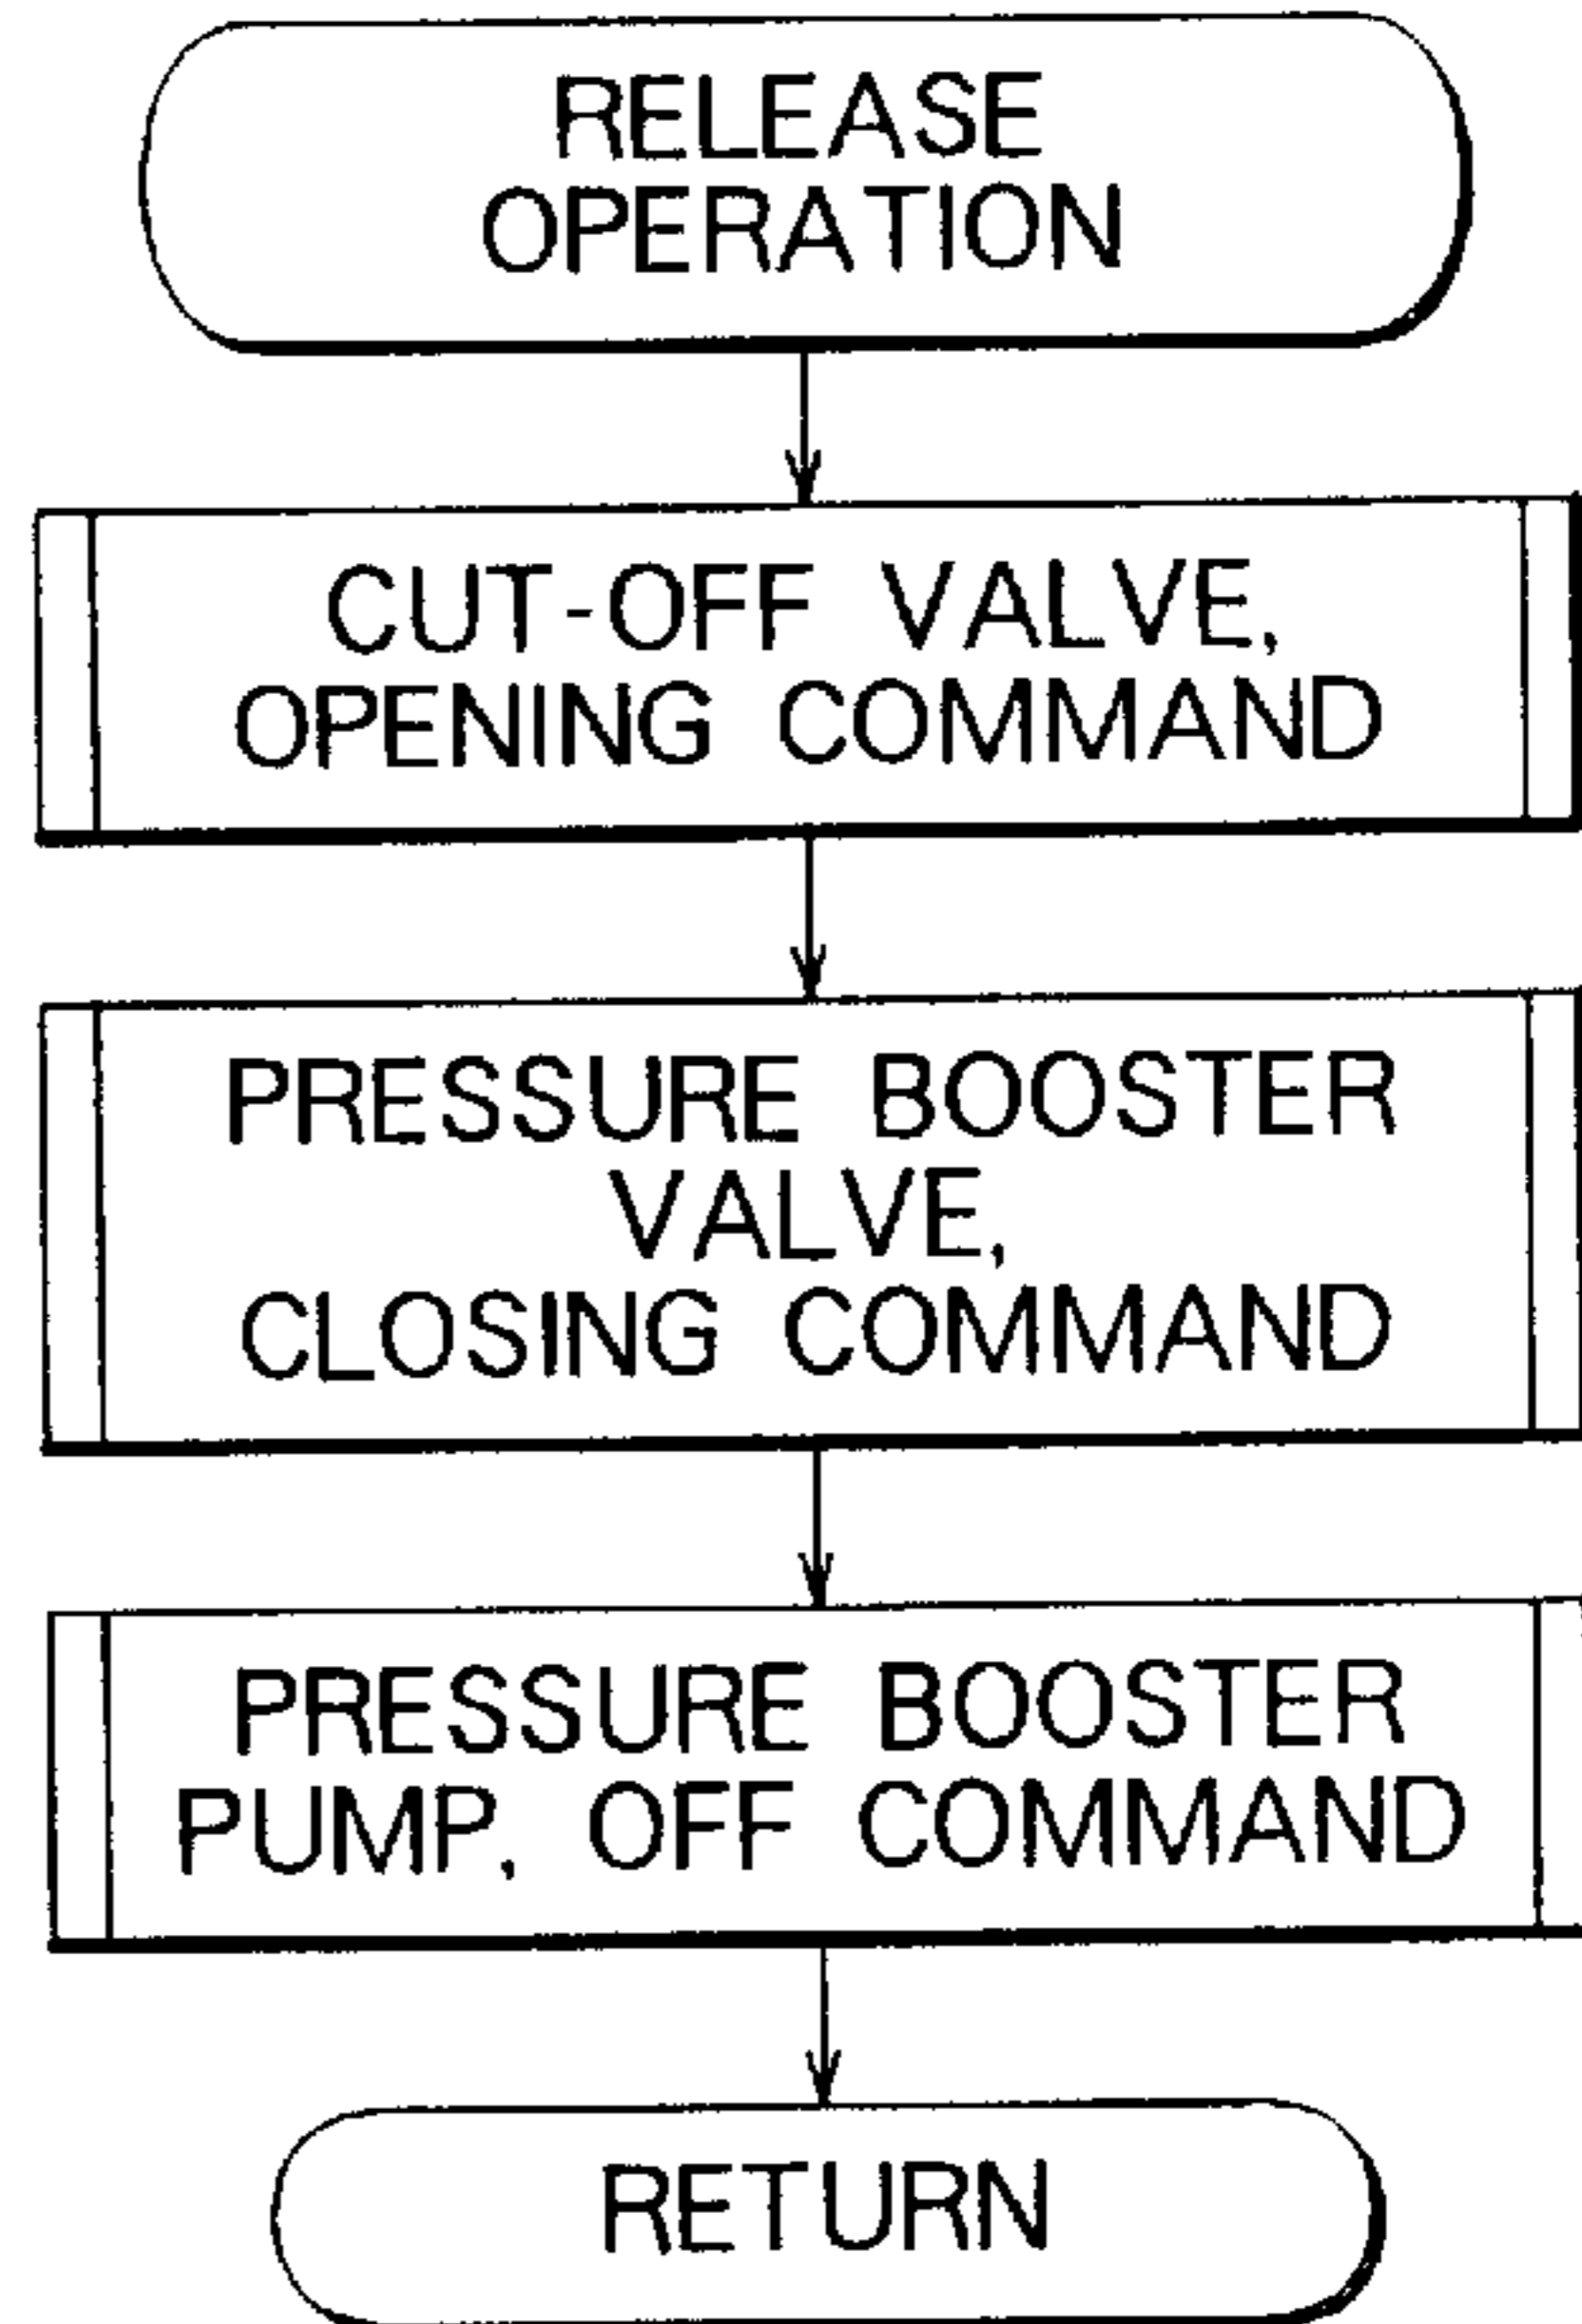 RELEASE
OPERATION
CUT-OFF VALVE,
OPENING COMMAND
PRESSURE BOOSTER
VALVE,
CLOSING COMMAND
PRESSURE BOOSTER
PUMP, OFF COMMAND
RETURN